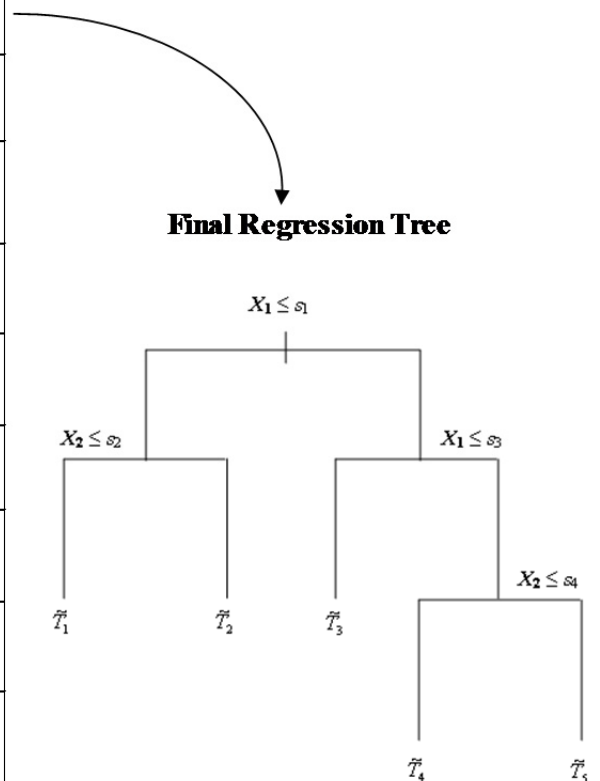 Final Regression Tree
X₁ ≤ s₁
X₂ ≤ s₂
X₁ ≤ s₃
X₂ ≤ s₄
T̃₁
T̃₂
T̃₃
T̃₄
T̃₅